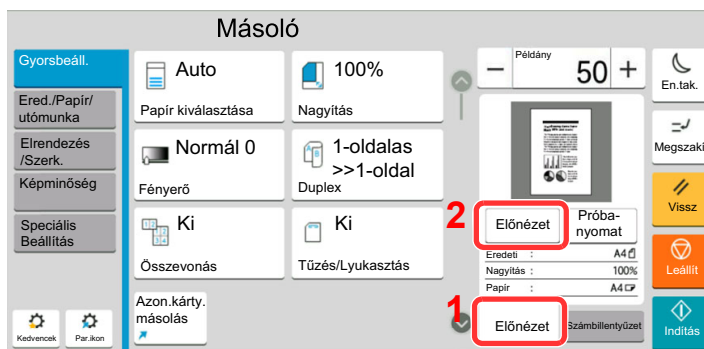 Másoló
Gyorsbeáll.
Ered./Papír/
utómunka
Elrendezés
/Szerk.
Képminőség
Speciális
Beállítás
Kedvencek
Par.ikon
Auto
Papír kiválasztása
100%
Nagyítás
Normál 0
Fényerő
1-oldalas
>>1-oldal
Duplex
Ki
Összevonás
Ki
Tűzés/Lyukasztás
Azon.kárty.
másolás
Példány
− 50 +
2
Előnézet
Próba-
nyomat
Eredeti : A4
Nagyítás : 100%
Papír : A4
1
Előnézet
Számbillentyűzet
En.tak.
Megszakí
Vissz
Leállít
Indítás